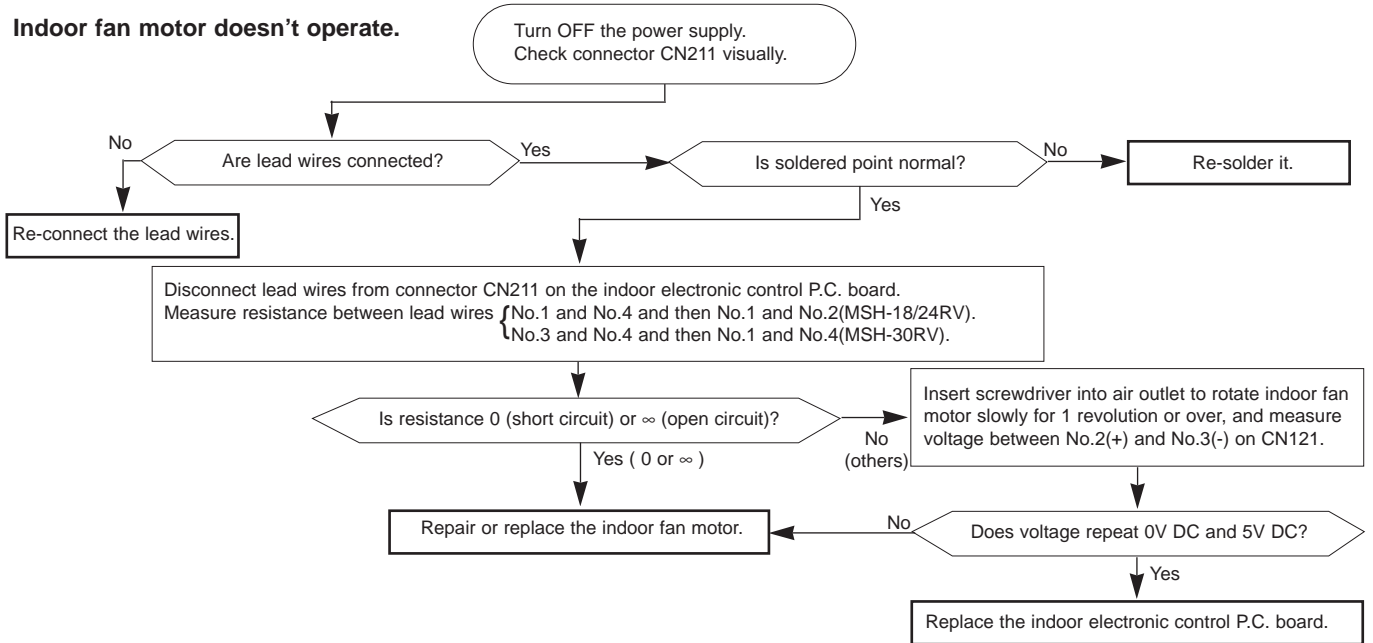 Indoor fan motor doesn't operate.
Turn OFF the power supply.
Check connector CN211 visually.
No
Are lead wires connected?
Yes
Is soldered point normal?
No
Re-solder it.
Yes
Re-connect the lead wires.
Disconnect lead wires from connector CN211 on the indoor electronic control P.C. board.
Measure resistance between lead wires { No.1 and No.4 and then No.1 and No.2(MSH-18/24RV).
No.3 and No.4 and then No.1 and No.4(MSH-30RV).
Is resistance 0 (short circuit) or ∞ (open circuit)?
No
(others)
Yes ( 0 or ∞ )
Insert screwdriver into air outlet to rotate indoor fan
motor slowly for 1 revolution or over, and measure
voltage between No.2(+) and No.3(-) on CN121.
Repair or replace the indoor fan motor.
No
Does voltage repeat 0V DC and 5V DC?
Yes
Replace the indoor electronic control P.C. board.